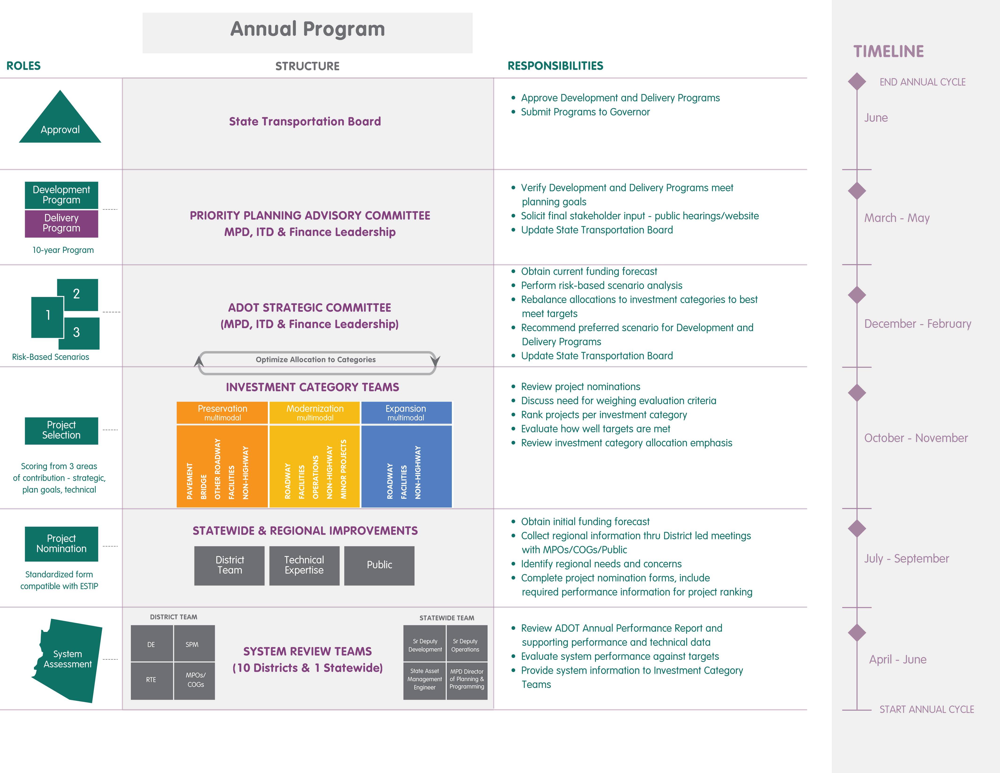 Annual Program
ROLES
STRUCTURE
RESPONSIBILITIES
TIMELINE
END ANNUAL CYCLE
Approval
State Transportation Board
• Approve Development and Delivery Programs
• Submit Programs to Governor
June
Development
Program
Delivery
Program
10-year Program
PRIORITY PLANNING ADVISORY COMMITTEE
MPD, ITD & Finance Leadership
• Verify Development and Delivery Programs meet
planning goals
• Solicit final stakeholder input - public hearings/website
• Update State Transportation Board
March - May
2
1
3
Risk-Based Scenarios
ADOT STRATEGIC COMMITTEE
(MPD, ITD & Finance Leadership)
Optimize Allocation to Categories
• Obtain current funding forecast
• Perform risk-based scenario analysis
• Rebalance allocations to investment categories to best
meet targets
• Recommend preferred scenario for Development and
Delivery Programs
• Update State Transportation Board
December - February
Project
Selection
Scoring from 3 areas
of contribution - strategic,
plan goals, technical
INVESTMENT CATEGORY TEAMS
Preservation
multimodal
PAVEMENT
BRIDGE
OTHER ROADWAY
FACILITIES
NON-HIGHWAY
Modernization
multimodal
ROADWAY
FACILITIES
OPERATIONS
NON-HIGHWAY
MINOR PROJECTS
Expansion
multimodal
ROADWAY
FACILITIES
NON-HIGHWAY
• Review project nominations
• Discuss need for weighing evaluation criteria
• Rank projects per investment category
• Evaluate how well targets are met
• Review investment category allocation emphasis
October - November
Project
Nomination
Standardized form
compatible with ESTIP
STATEWIDE & REGIONAL IMPROVEMENTS
District
Team
Technical
Expertise
Public
• Obtain initial funding forecast
• Collect regional information thru District led meetings
with MPOs/COGs/Public
• Identify regional needs and concerns
• Complete project nomination forms, include
required performance information for project ranking
July - September
System
Assessment
DISTRICT TEAM
DE
SPM
RTE
MPOs/
COGs
SYSTEM REVIEW TEAMS
(10 Districts & 1 Statewide)
STATEWIDE TEAM
Sr Deputy
Development
Sr Deputy
Operations
State Asset
Management
Engineer
MPD Director
of Planning &
Programming
• Review ADOT Annual Performance Report and
supporting performance and technical data
• Evaluate system performance against targets
• Provide system information to Investment Category
Teams
April - June
START ANNUAL CYCLE